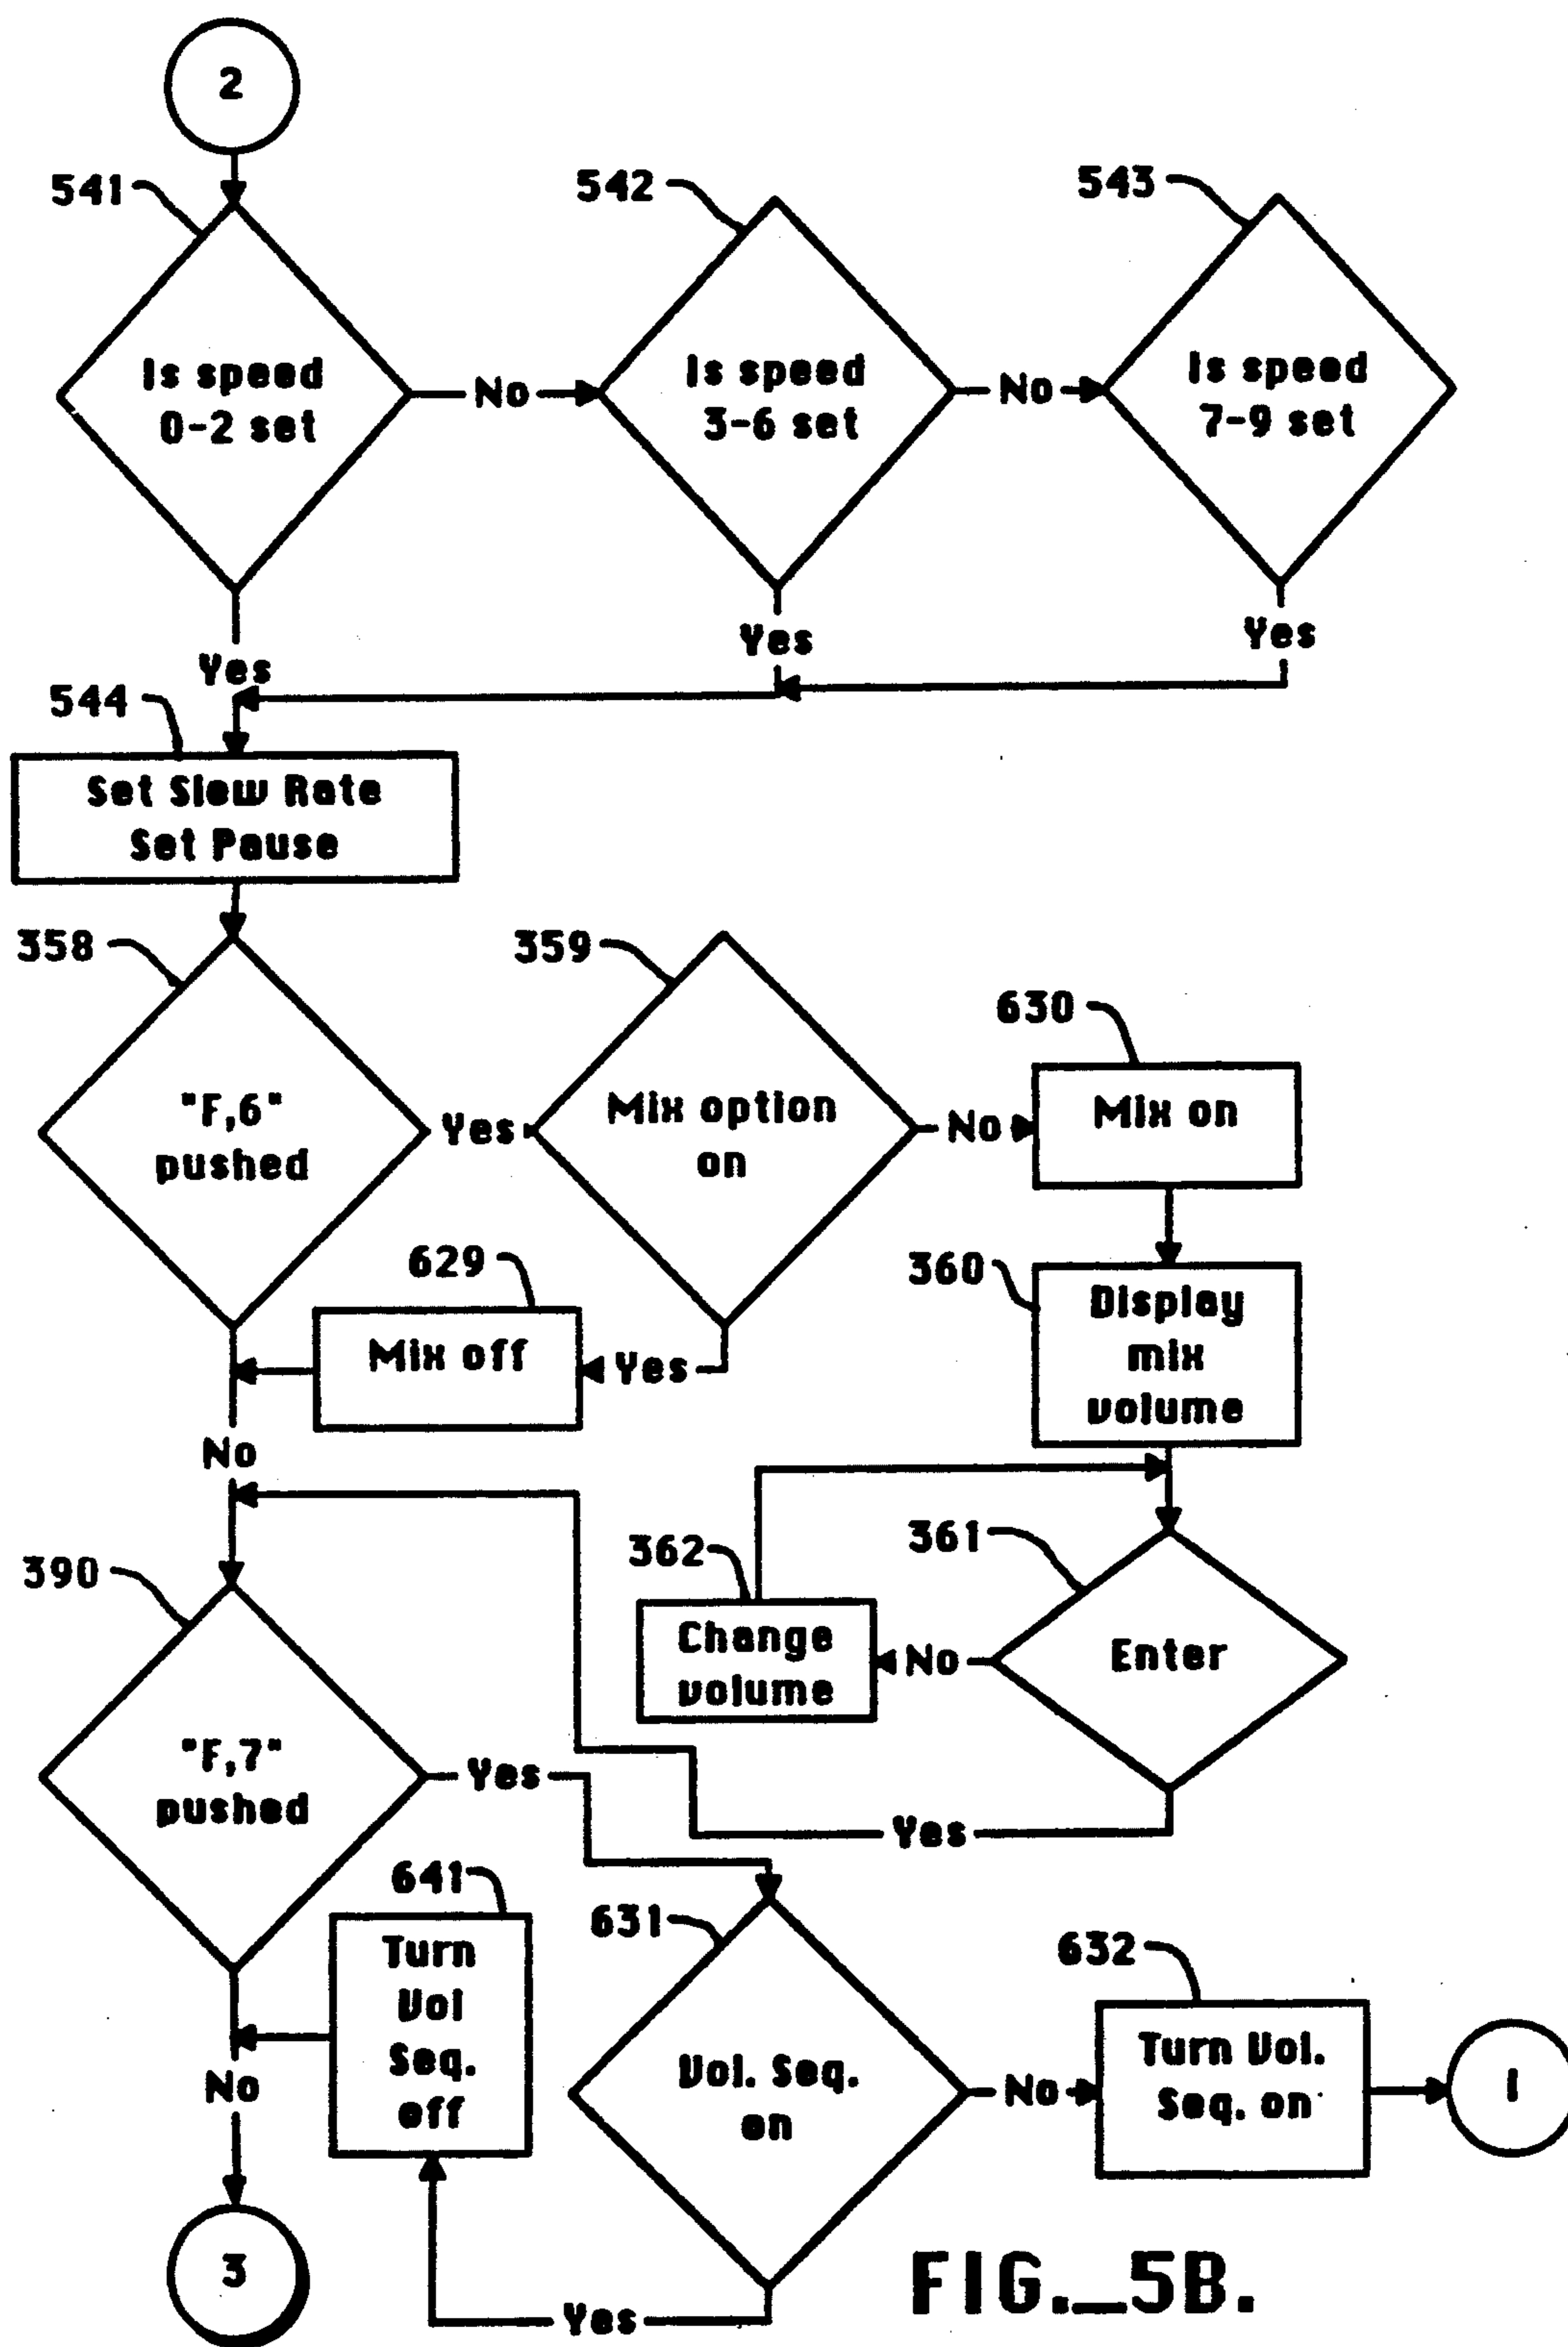 2
541
542
543
Is speed
0-2 set
No
Is speed
3-6 set
No
Is speed
7-9 set
Yes
Yes
Yes
544
Set Slew Rate
Set Pause
358
359
630
"F,6"
pushed
Yes
Mix option
on
No
Mix on
629
360
Mix off
Yes
Display
mix
volume
No
390
362
361
Change
volume
No
Enter
"F,7"
pushed
Yes
Yes
641
631
632
Turn
Vol
Seq.
off
Vol. Seq.
on
No
Turn Vol.
Seq. on
1
No
3
Yes
FIG._5B.